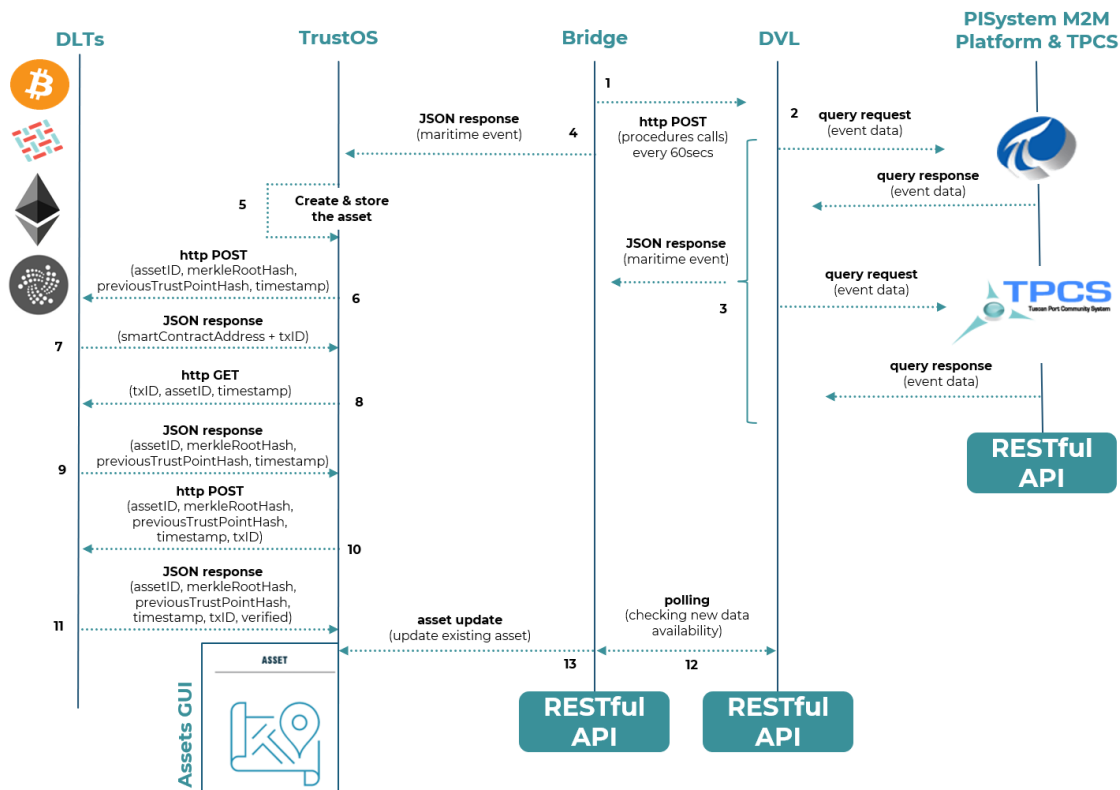 DLTs
TrustOS
Bridge
DVL
PISystem M2M
Platform & TPCS
1
http POST
(procedures calls)
every 60secs
2
query request
(event data)
JSON response
(maritime event)
4
query response
(event data)
5
Create & store
the asset
JSON response
(maritime event)
3
query request
(event data)
TPCS
Tuscan Port Community System
http POST
(assetID, merkleRootHash,
previousTrustPointHash, timestamp)
6
JSON response
(smartContractAddress + txID)
7
query response
(event data)
http GET
(txID, assetID, timestamp)
8
JSON response
(assetID, merkleRootHash,
previousTrustPointHash, timestamp)
9
RESTful
API
http POST
(assetID, merkleRootHash,
previousTrustPointHash,
timestamp, txID)
10
JSON response
(assetID, merkleRootHash,
previousTrustPointHash,
timestamp, txID, verified)
11
polling
(checking new data
availability)
12
asset update
(update existing asset)
13
ASSET
Assets GUI
RESTful
API
RESTful
API